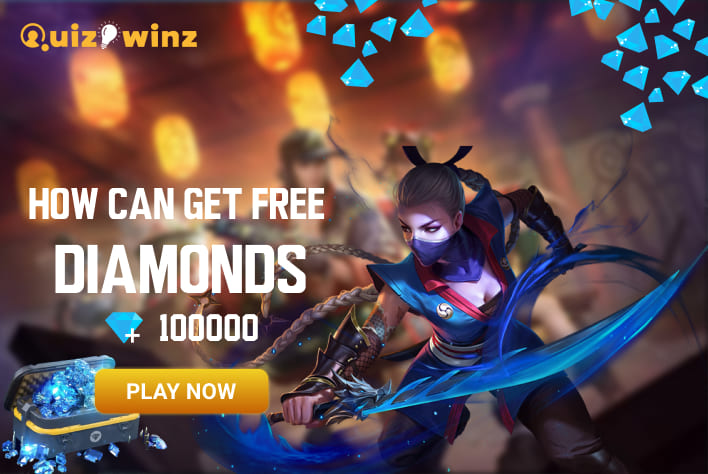 Quizwinz
HOW CAN GET FREE
DIAMONDS
+ 100000
PLAY NOW